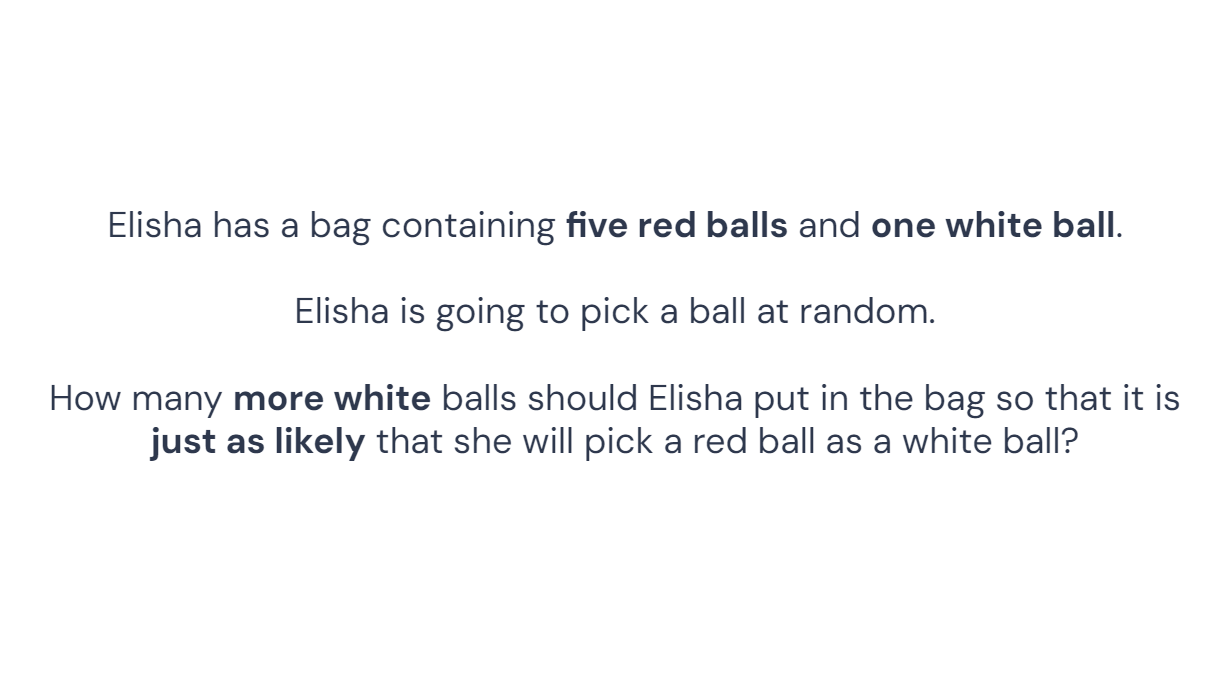 Elisha has a bag containing five red balls and one white ball.
Elisha is going to pick a ball at random.
How many more white balls should Elisha put in the bag so that it is
just as likely that she will pick a red ball as a white ball?